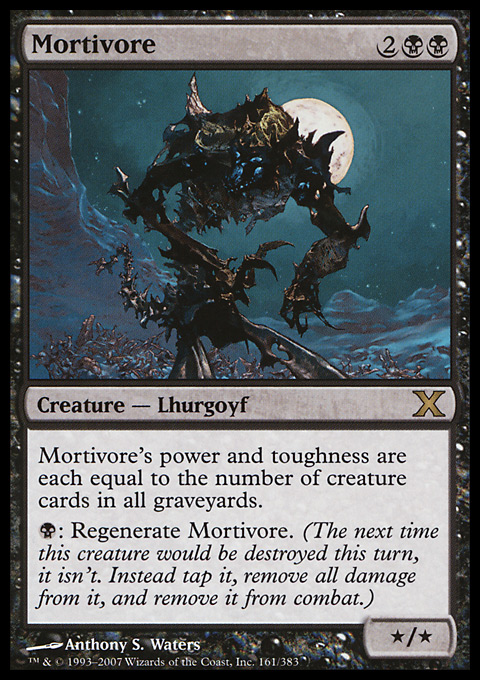 Mortivore 2
Creature — Lhurgoyf X
Mortivore's power and toughness are
each equal to the number of creature
cards in all graveyards.
: Regenerate Mortivore. (The next time
this creature would be destroyed this turn,
it isn't. Instead tap it, remove all damage
from it, and remove it from combat.)
★/★
Anthony S. Waters
™ & © 1993–2007 Wizards of the Coast, Inc. 161/383